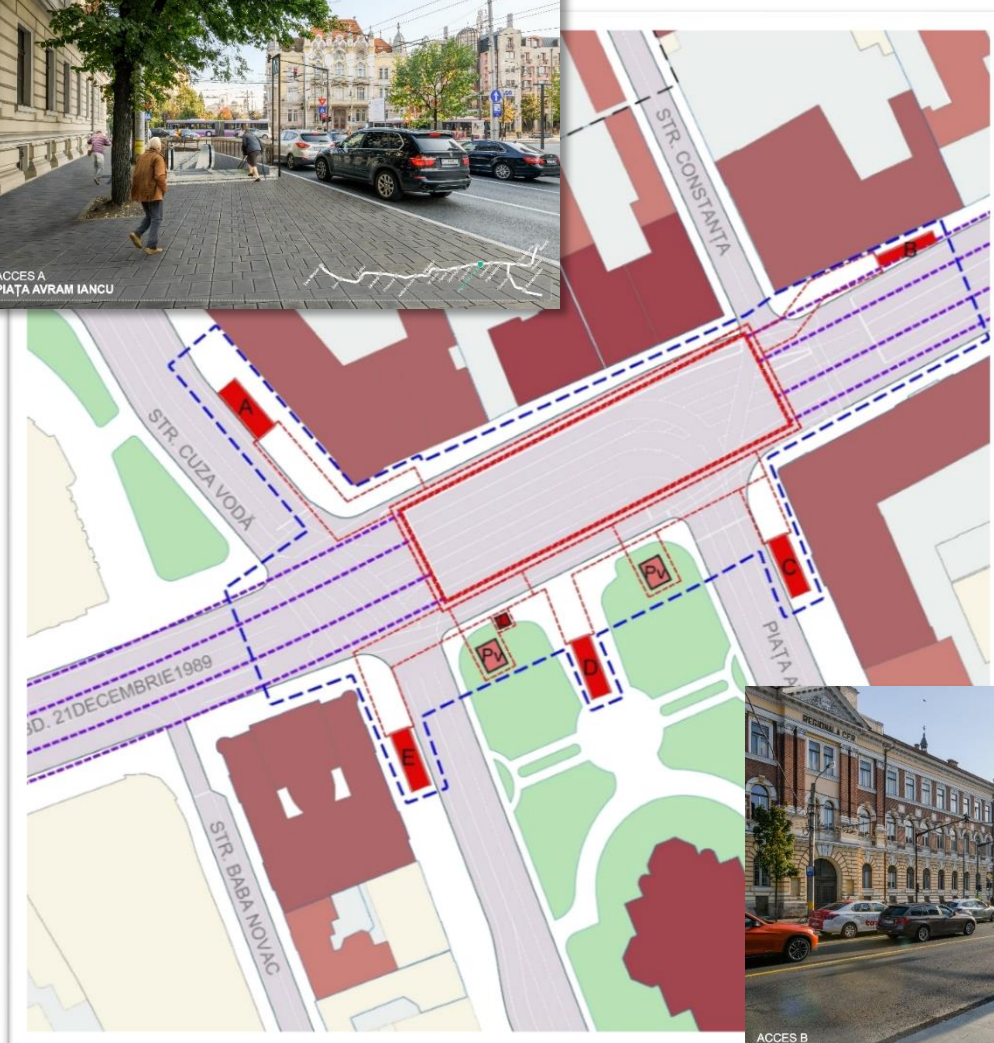 ACCES A
PIAȚA AVRAM IANCU
STR. CONSTANȚA
B
A
STR. CUZA VODĂ
C
Pv
Pv
D
PIAȚA A
BD. 21DECEMBRIE1989
E
STR. BABA NOVAC
REGIONALA CFR
ACCES B